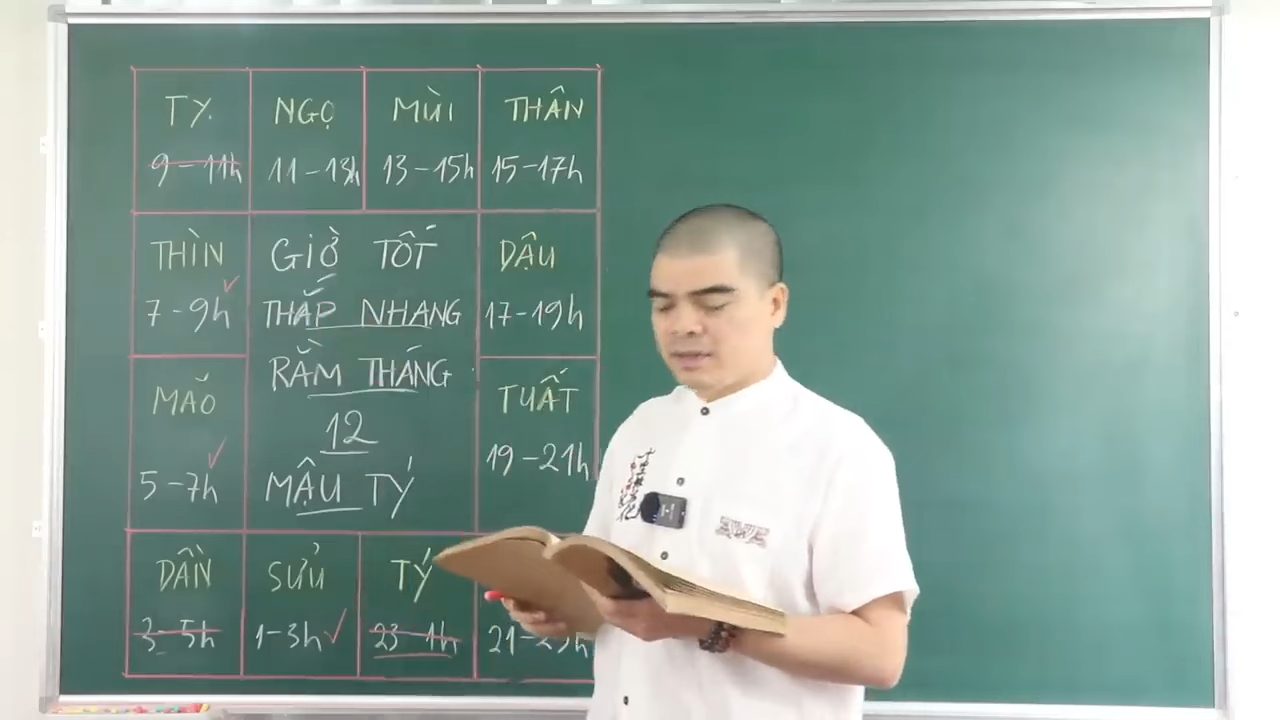 TỴ NGỌ MÙI THÂN
9-11h 11-13h 13-15h 15-17h
THÌN GIỜ TỐT DẬU
7-9h THẮP NHANG 17-19h
RẰM THÁNG
MÃO 12 TUẤT
5-7h MẬU TÝ 19-21h
DẦN SỬU TÝ
3-5h 1-3h 23-1h 21-23h